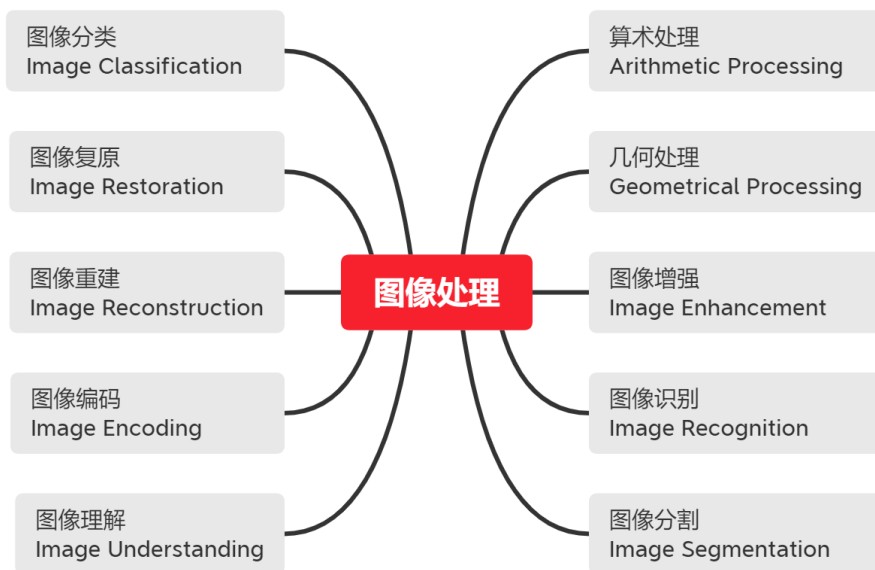 图像分类
Image Classification
图像复原
Image Restoration
图像重建
Image Reconstruction
图像编码
Image Encoding
图像理解
Image Understanding
图像处理
算术处理
Arithmetic Processing
几何处理
Geometrical Processing
图像增强
Image Enhancement
图像识别
Image Recognition
图像分割
Image Segmentation